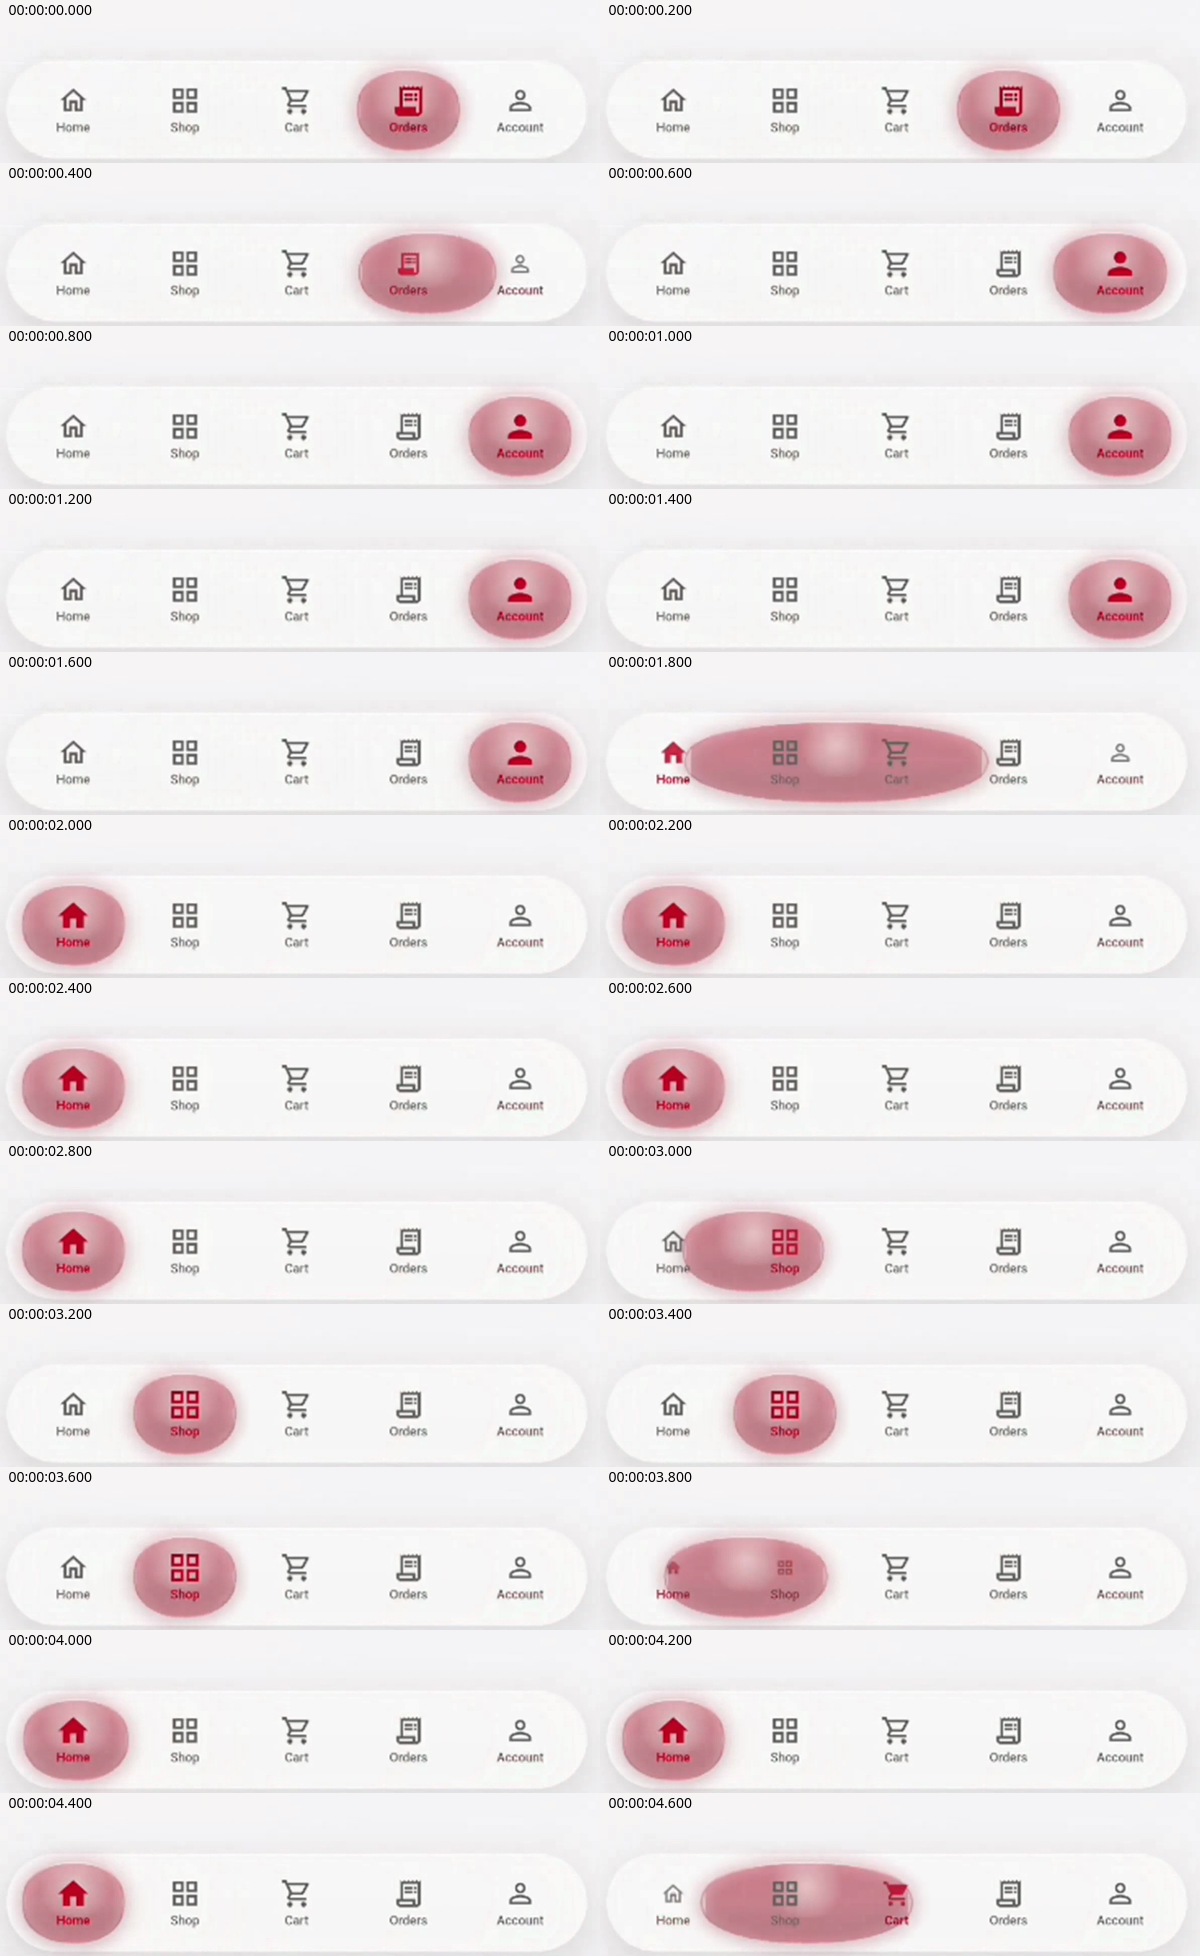 00:00:00.000
Home Shop Cart Orders Account
00:00:00.200
Home Shop Cart Orders Account
00:00:00.400
Home Shop Cart Orders Account
00:00:00.600
Home Shop Cart Orders Account
00:00:00.800
Home Shop Cart Orders Account
00:00:01.000
Home Shop Cart Orders Account
00:00:01.200
Home Shop Cart Orders Account
00:00:01.400
Home Shop Cart Orders Account
00:00:01.600
Home Shop Cart Orders Account
00:00:01.800
Home Shop Cart Orders Account
00:00:02.000
Home Shop Cart Orders Account
00:00:02.200
Home Shop Cart Orders Account
00:00:02.400
Home Shop Cart Orders Account
00:00:02.600
Home Shop Cart Orders Account
00:00:02.800
Home Shop Cart Orders Account
00:00:03.000
Home Shop Cart Orders Account
00:00:03.200
Home Shop Cart Orders Account
00:00:03.400
Home Shop Cart Orders Account
00:00:03.600
Home Shop Cart Orders Account
00:00:03.800
Home Shop Cart Orders Account
00:00:04.000
Home Shop Cart Orders Account
00:00:04.200
Home Shop Cart Orders Account
00:00:04.400
Home Shop Cart Orders Account
00:00:04.600
Home Shop Cart Orders Account